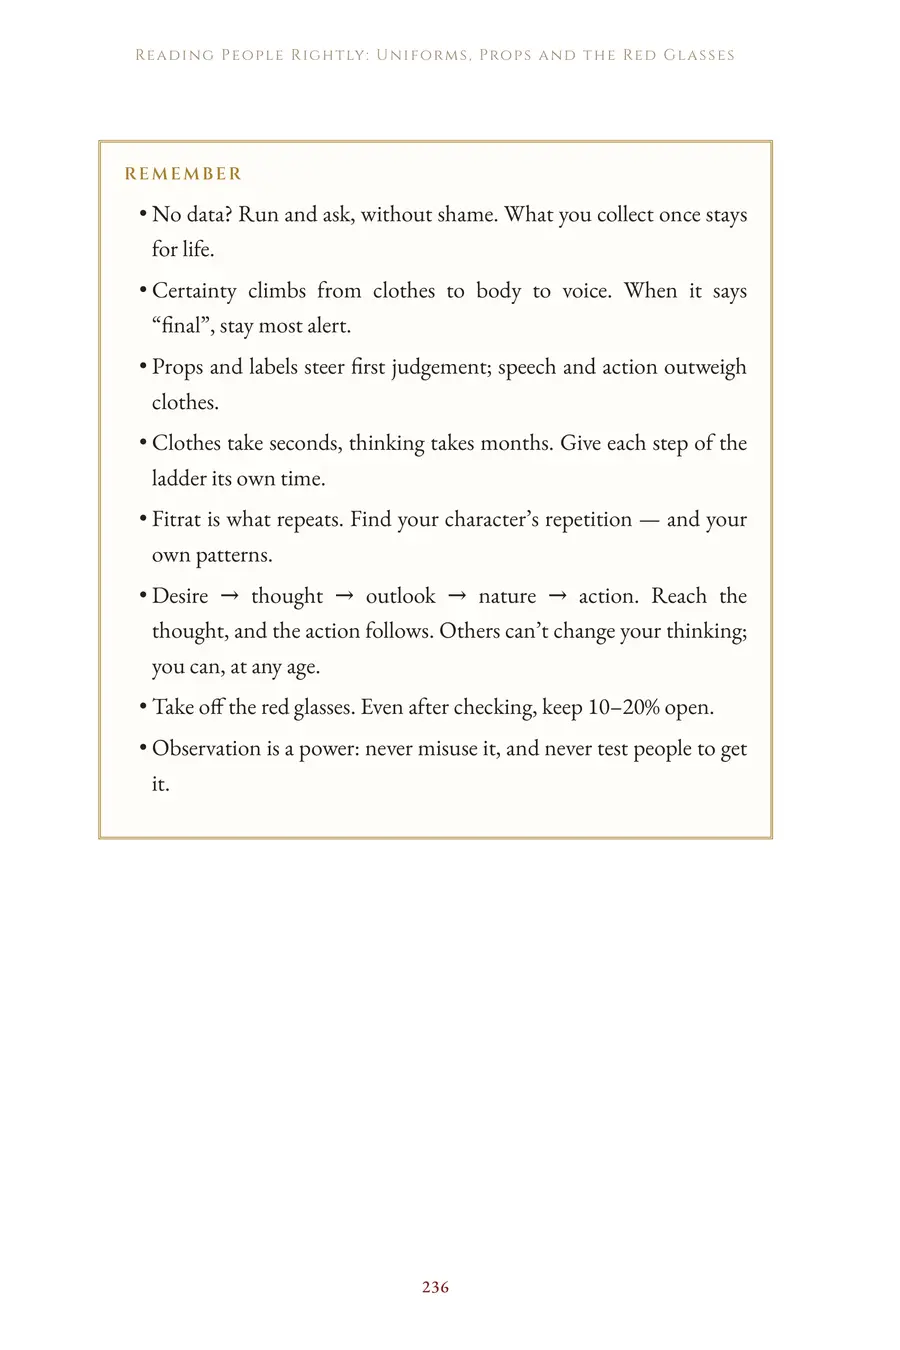 Reading People Rightly: Uniforms, Props and the Red Glasses
REMEMBER
• No data? Run and ask, without shame. What you collect once stays
for life.
• Certainty climbs from clothes to body to voice. When it says
“final”, stay most alert.
• Props and labels steer first judgement; speech and action outweigh
clothes.
• Clothes take seconds, thinking takes months. Give each step of the
ladder its own time.
• Fitrat is what repeats. Find your character’s repetition — and your
own patterns.
• Desire → thought → outlook → nature → action. Reach the
thought, and the action follows. Others can’t change your thinking;
you can, at any age.
• Take off the red glasses. Even after checking, keep 10–20% open.
• Observation is a power: never misuse it, and never test people to get
it.
236